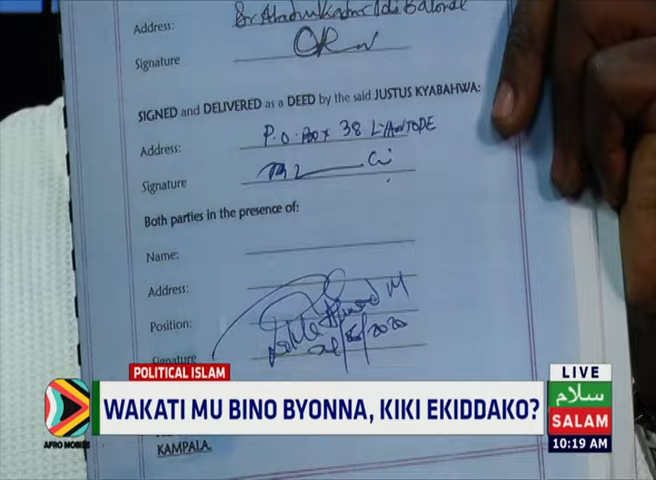 Address:
Signature
SIGNED and DELIVERED as a DEED by the said JUSTUS KYABAHWA:
Address: P.O. Box 38 LYANTODE
Signature
Both parties in the presence of:
Name:
Address:
Position:
Signature
KAMPALA.
POLITICAL ISLAM
WAKATI MU BINO BYONNA, KIKI EKIDDAKO?
AFRO MOBILE
LIVE
سلام
SALAM
10:19 AM